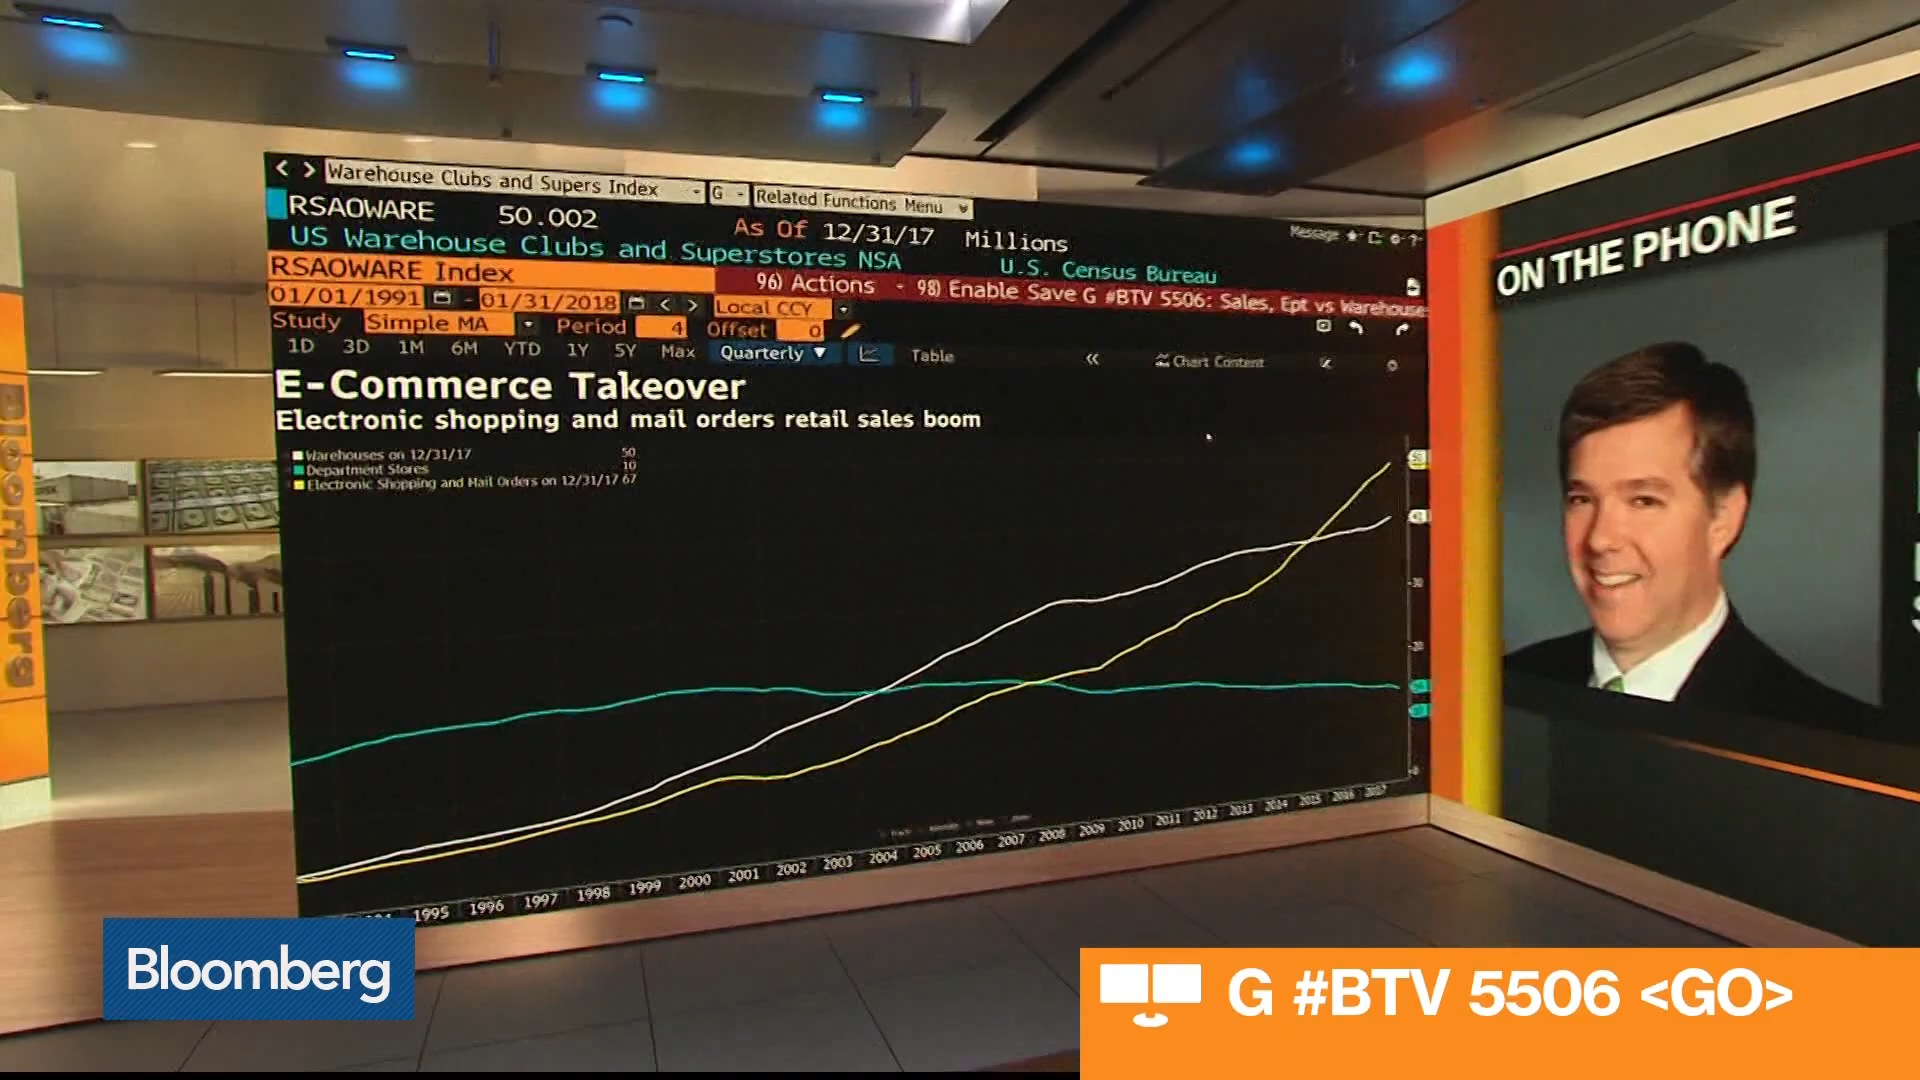 Warehouse Clubs and Supers Index
G
Related Functions Menu
RSAOWARE 50.002 As Of 12/31/17 Millions
Message
US Warehouse Clubs and Superstores NSA U.S. Census Bureau
RSAOWARE Index 96) Actions - 98) Enable Save G #BTV 5506: Sales, Ept vs Warehouse
01/01/1991 - 01/31/2018 Local CCY
Study Simple MA Period 4 Offset 0
1D 3D 1M 6M YTD 1Y 5Y Max Quarterly ▼ Table « Chart Content
E-Commerce Takeover
Electronic shopping and mail orders retail sales boom
Warehouses on 12/31/17 50
Department Stores 10
Electronic Shopping and Mail Orders on 12/31/17 67
30
20
0
1995 1996 1997 1998 1999 2000 2001 2002 2003 2004 2005 2006 2007 2008 2009 2010 2011 2012 2013 2014 2015 2016 2017
ON THE PHONE
Bloomberg
Bloomberg
G #BTV 5506 <GO>